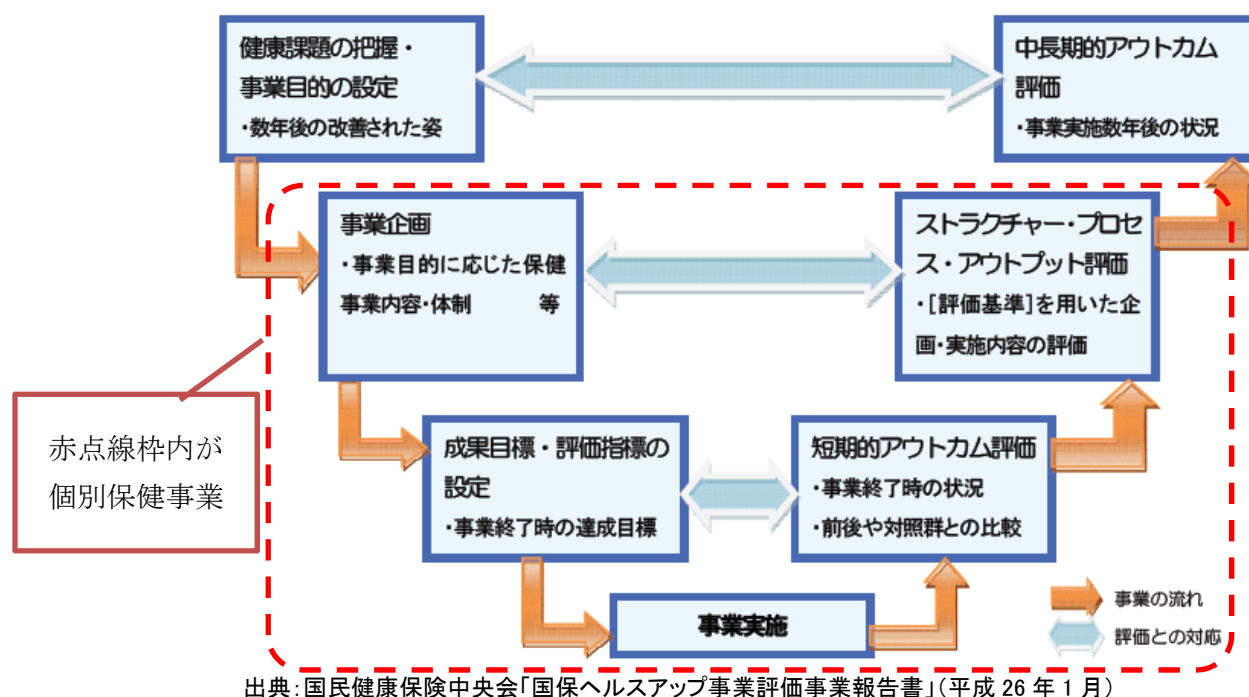 健康課題の把握・
事業目的の設定
・数年後の改善された姿
中長期的アウトカム
評価
・事業実施数年後の状況
事業企画
・事業目的に応じた保健
事業内容・体制　　　等
ストラクチャー・プロセ
ス・アウトプット評価
・[評価基準]を用いた企
画・実施内容の評価
赤点線枠内が
個別保健事業
成果目標・評価指標の
設定
・事業終了時の達成目標
短期的アウトカム評価
・事業終了時の状況
・前後や対照群との比較
事業実施
事業の流れ
評価との対応
出典:国民健康保険中央会「国保ヘルスアップ事業評価事業報告書」(平成 26 年 1 月)